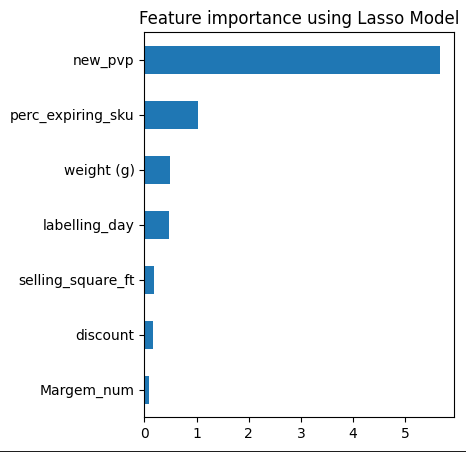 Feature importance using Lasso Model
new_pvp
perc_expiring_sku
weight (g)
labelling_day
selling_square_ft
discount
Margem_num
0 1 2 3 4 5